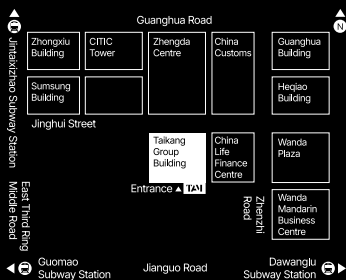 Guanghua Road
N
Jintaixizhao Subway Station
Zhongxiu
Building
CITIC
Tower
Zhengda
Centre
China
Customs
Guanghua
Building
Sumsung
Building
Heqiao
Building
Jinghui Street
Taikang
Group
Building
China
Life
Finance
Centre
Wanda
Plaza
Entrance
TAM
East Third Ring
Middle Road
Zhenzhi
Road
Wanda
Mandarin
Business
Centre
Guomao
Subway Station
Jianguo Road
Dawanglu
Subway Station